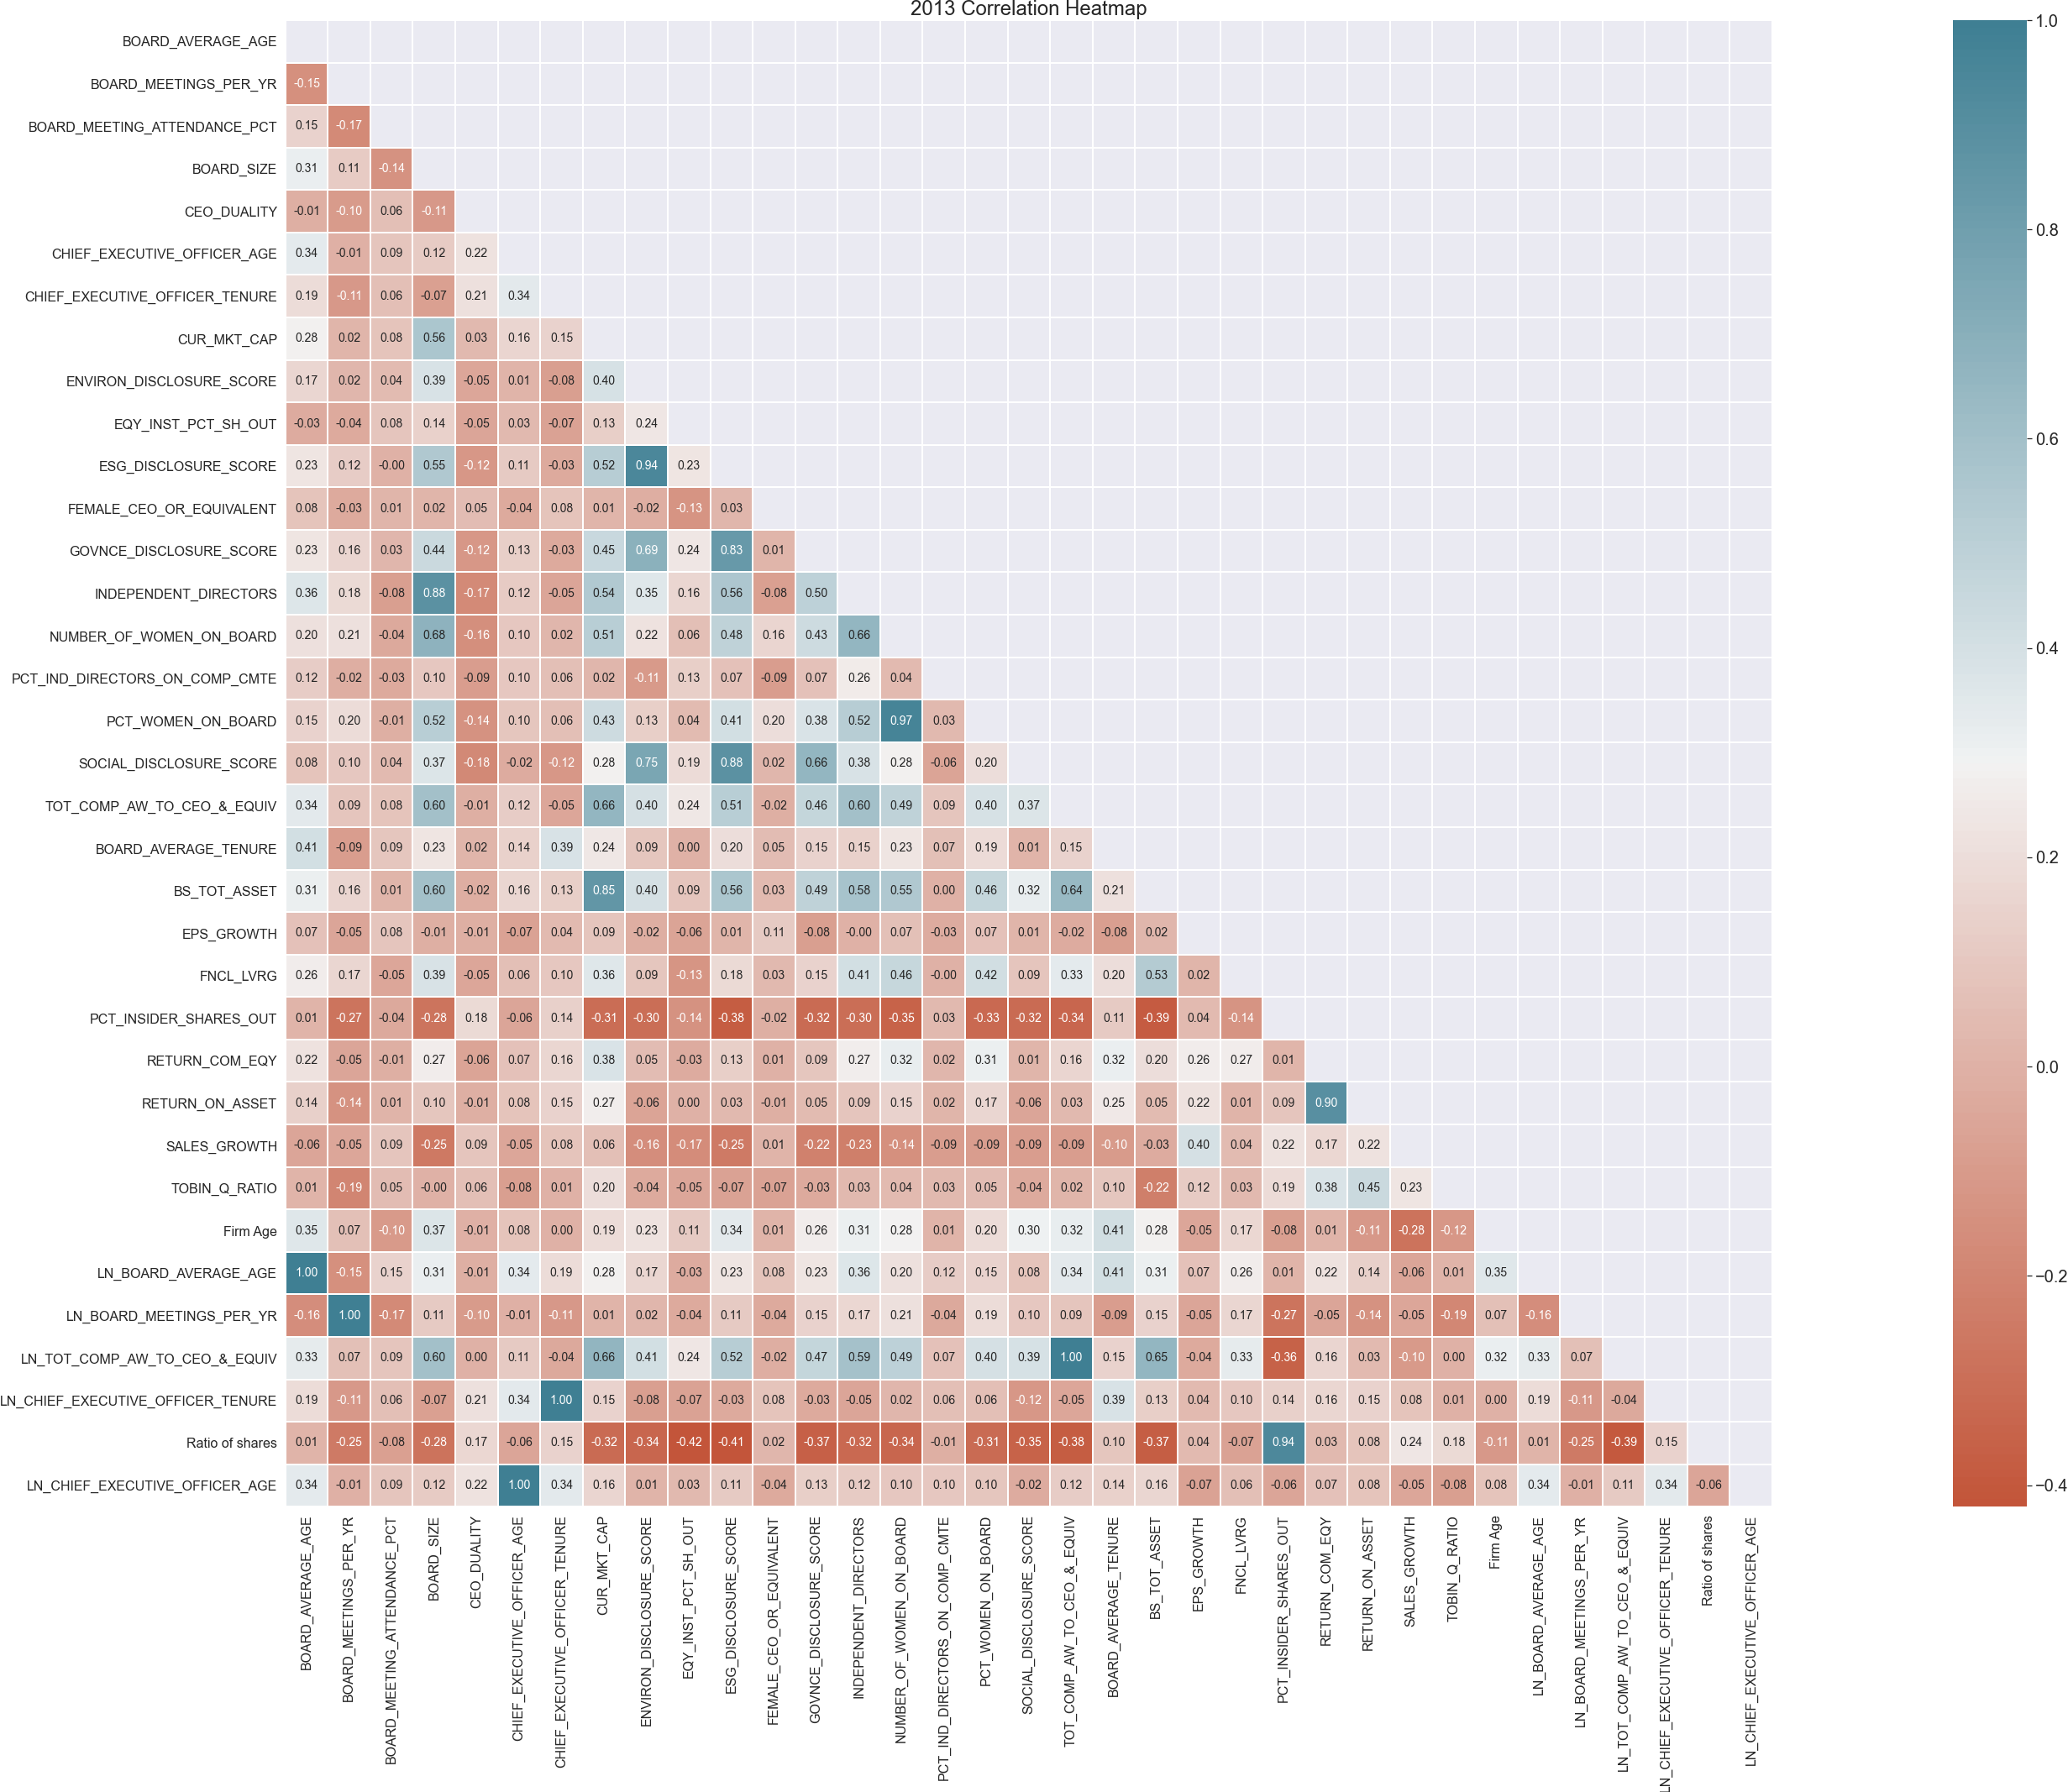 2013 Correlation Heatmap
BOARD_AVERAGE_AGE
BOARD_MEETINGS_PER_YR -0.15
BOARD_MEETING_ATTENDANCE_PCT 0.15 -0.17
BOARD_SIZE 0.31 0.11 -0.14
CEO_DUALITY -0.01 -0.10 0.06 -0.11
CHIEF_EXECUTIVE_OFFICER_AGE 0.34 -0.01 0.09 0.12 0.22
CHIEF_EXECUTIVE_OFFICER_TENURE 0.19 -0.11 0.06 -0.07 0.21 0.34
CUR_MKT_CAP 0.28 0.02 0.08 0.56 0.03 0.16 0.15
ENVIRON_DISCLOSURE_SCORE 0.17 0.02 0.04 0.39 -0.05 0.01 -0.08 0.40
EQY_INST_PCT_SH_OUT -0.03 -0.04 0.08 0.14 -0.05 0.03 -0.07 0.13 0.24
ESG_DISCLOSURE_SCORE 0.23 0.12 -0.00 0.55 -0.12 0.11 -0.03 0.52 0.94 0.23
FEMALE_CEO_OR_EQUIVALENT 0.08 -0.03 0.01 0.02 0.05 -0.04 0.08 0.01 -0.02 -0.13 0.03
GOVNCE_DISCLOSURE_SCORE 0.23 0.16 0.03 0.44 -0.12 0.13 -0.03 0.45 0.69 0.24 0.83 0.01
INDEPENDENT_DIRECTORS 0.36 0.18 -0.08 0.88 -0.17 0.12 -0.05 0.54 0.35 0.16 0.56 -0.08 0.50
NUMBER_OF_WOMEN_ON_BOARD 0.20 0.21 -0.04 0.68 -0.16 0.10 0.02 0.51 0.22 0.06 0.48 0.16 0.43 0.66
PCT_IND_DIRECTORS_ON_COMP_CMTE 0.12 -0.02 -0.03 0.10 -0.09 0.10 0.06 0.02 -0.11 0.13 0.07 -0.09 0.07 0.26 0.04
PCT_WOMEN_ON_BOARD 0.15 0.20 -0.01 0.52 -0.14 0.10 0.06 0.43 0.13 0.04 0.41 0.20 0.38 0.52 0.97 0.03
SOCIAL_DISCLOSURE_SCORE 0.08 0.10 0.04 0.37 -0.18 -0.02 -0.12 0.28 0.75 0.19 0.88 0.02 0.66 0.38 0.28 -0.06 0.20
TOT_COMP_AW_TO_CEO_&_EQUIV 0.34 0.09 0.08 0.60 -0.01 0.12 -0.05 0.66 0.40 0.24 0.51 -0.02 0.46 0.60 0.49 0.09 0.40 0.37
BOARD_AVERAGE_TENURE 0.41 -0.09 0.09 0.23 0.02 0.14 0.39 0.24 0.09 0.00 0.20 0.05 0.15 0.15 0.23 0.07 0.19 0.01 0.15
BS_TOT_ASSET 0.31 0.16 0.01 0.60 -0.02 0.16 0.13 0.85 0.40 0.09 0.56 0.03 0.49 0.58 0.55 0.00 0.46 0.32 0.64 0.21
EPS_GROWTH 0.07 -0.05 0.08 -0.01 -0.01 -0.07 0.04 0.09 -0.02 -0.06 0.01 0.11 -0.08 -0.00 0.07 -0.03 0.07 0.01 -0.02 -0.08 0.02
FNCL_LVRG 0.26 0.17 -0.05 0.39 -0.05 0.06 0.10 0.36 0.09 -0.13 0.18 0.03 0.15 0.41 0.46 -0.00 0.42 0.09 0.33 0.20 0.53 0.02
PCT_INSIDER_SHARES_OUT 0.01 -0.27 -0.04 -0.28 0.18 -0.06 0.14 -0.31 -0.30 -0.14 -0.38 -0.02 -0.32 -0.30 -0.35 0.03 -0.33 -0.32 -0.34 0.11 -0.39 0.04 -0.14
RETURN_COM_EQY 0.22 -0.05 -0.01 0.27 -0.06 0.07 0.16 0.38 0.05 -0.03 0.13 0.01 0.09 0.27 0.32 0.02 0.31 0.01 0.16 0.32 0.20 0.26 0.27 0.01
RETURN_ON_ASSET 0.14 -0.14 0.01 0.10 -0.01 0.08 0.15 0.27 -0.06 0.00 0.03 -0.01 0.05 0.09 0.15 0.02 0.17 -0.06 0.03 0.25 0.05 0.22 0.01 0.09 0.90
SALES_GROWTH -0.06 -0.05 0.09 -0.25 0.09 -0.05 0.08 0.06 -0.16 -0.17 -0.25 0.01 -0.22 -0.23 -0.14 -0.09 -0.09 -0.09 -0.09 -0.10 -0.03 0.40 0.04 0.22 0.17 0.22
TOBIN_Q_RATIO 0.01 -0.19 0.05 -0.00 0.06 -0.08 0.01 0.20 -0.04 -0.05 -0.07 -0.07 -0.03 0.03 0.04 0.03 0.05 -0.04 0.02 0.10 -0.22 0.12 0.03 0.19 0.38 0.45 0.23
Firm Age 0.35 0.07 -0.10 0.37 -0.01 0.08 0.00 0.19 0.23 0.11 0.34 0.01 0.26 0.31 0.28 0.01 0.20 0.30 0.32 0.41 0.28 -0.05 0.17 -0.08 0.01 -0.11 -0.28 -0.12
LN_BOARD_AVERAGE_AGE 1.00 -0.15 0.15 0.31 -0.01 0.34 0.19 0.28 0.17 -0.03 0.23 0.08 0.23 0.36 0.20 0.12 0.15 0.08 0.34 0.41 0.31 0.07 0.26 0.01 0.22 0.14 -0.06 0.01 0.35
LN_BOARD_MEETINGS_PER_YR -0.16 1.00 -0.17 0.11 -0.10 -0.01 -0.11 0.01 0.02 -0.04 0.11 -0.04 0.15 0.17 0.21 -0.04 0.19 0.10 0.09 -0.09 0.15 -0.05 0.17 -0.27 -0.05 -0.14 -0.05 -0.19 0.07 -0.16
LN_TOT_COMP_AW_TO_CEO_&_EQUIV 0.33 0.07 0.09 0.60 0.00 0.11 -0.04 0.66 0.41 0.24 0.52 -0.02 0.47 0.59 0.49 0.07 0.40 0.39 1.00 0.15 0.65 -0.04 0.33 -0.36 0.16 0.03 -0.10 0.00 0.32 0.33 0.07
LN_CHIEF_EXECUTIVE_OFFICER_TENURE 0.19 -0.11 0.06 -0.07 0.21 0.34 1.00 0.15 -0.08 -0.07 -0.03 0.08 -0.03 -0.05 0.02 0.06 0.06 -0.12 -0.05 0.39 0.13 0.04 0.10 0.14 0.16 0.15 0.08 0.01 0.00 0.19 -0.11 -0.04
Ratio of shares 0.01 -0.25 -0.08 -0.28 0.17 -0.06 0.15 -0.32 -0.34 -0.42 -0.41 0.02 -0.37 -0.32 -0.34 -0.01 -0.31 -0.35 -0.38 0.10 -0.37 0.04 -0.07 0.94 0.03 0.08 0.24 0.18 -0.11 0.01 -0.25 -0.39 0.15
LN_CHIEF_EXECUTIVE_OFFICER_AGE 0.34 -0.01 0.09 0.12 0.22 1.00 0.34 0.16 0.01 0.03 0.11 -0.04 0.13 0.12 0.10 0.10 0.10 -0.02 0.12 0.14 0.16 -0.07 0.06 -0.06 0.07 0.08 -0.05 -0.08 0.08 0.34 -0.01 0.11 0.34 -0.06
BOARD_AVERAGE_AGE
BOARD_MEETINGS_PER_YR
BOARD_MEETING_ATTENDANCE_PCT
BOARD_SIZE
CEO_DUALITY
CHIEF_EXECUTIVE_OFFICER_AGE
CHIEF_EXECUTIVE_OFFICER_TENURE
CUR_MKT_CAP
ENVIRON_DISCLOSURE_SCORE
EQY_INST_PCT_SH_OUT
ESG_DISCLOSURE_SCORE
FEMALE_CEO_OR_EQUIVALENT
GOVNCE_DISCLOSURE_SCORE
INDEPENDENT_DIRECTORS
NUMBER_OF_WOMEN_ON_BOARD
PCT_IND_DIRECTORS_ON_COMP_CMTE
PCT_WOMEN_ON_BOARD
SOCIAL_DISCLOSURE_SCORE
TOT_COMP_AW_TO_CEO_&_EQUIV
BOARD_AVERAGE_TENURE
BS_TOT_ASSET
EPS_GROWTH
FNCL_LVRG
PCT_INSIDER_SHARES_OUT
RETURN_COM_EQY
RETURN_ON_ASSET
SALES_GROWTH
TOBIN_Q_RATIO
Firm Age
LN_BOARD_AVERAGE_AGE
LN_BOARD_MEETINGS_PER_YR
LN_TOT_COMP_AW_TO_CEO_&_EQUIV
LN_CHIEF_EXECUTIVE_OFFICER_TENURE
Ratio of shares
LN_CHIEF_EXECUTIVE_OFFICER_AGE
1.0
0.8
0.6
0.4
0.2
0.0
−0.2
−0.4